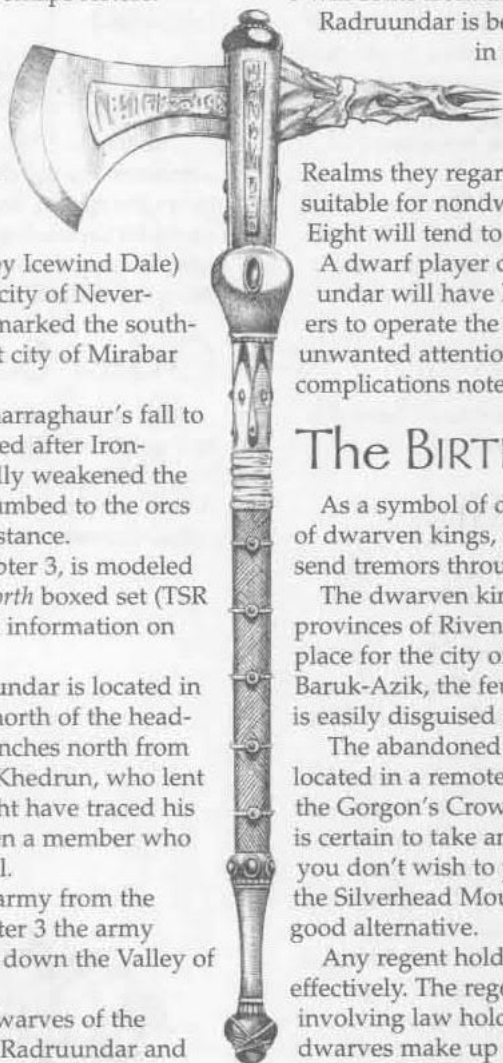 by Icewind Dale)
city of Never-
marked the south-
t city of Mirabar
narraghaur's fall to
ed after Iron-
lly weakened the
umbed to the orcs
stance.
pter 3, is modeled
orth boxed set (TSR
information on
undar is located in
north of the head-
nches north from
Khedrun, who lent
ht have traced his
en a member who
l.
army from the
ter 3 the army
down the Valley of
warves of the
Radruundar and
Radruundar is be
in
Realms they regar
suitable for nondw
Eight will tend to
A dwarf player c
undar will have
ers to operate the
unwanted attentio
complications note
The BIRT
As a symbol of d
of dwarven kings,
send tremors throu
The dwarven kin
provinces of Riven
place for the city o
Baruk-Azik, the feu
is easily disguised
The abandoned
located in a remote
the Gorgon's Crow
is certain to take an
you don't wish to
the Silverhead Mou
good alternative.
Any regent hold
effectively. The rege
involving law hold
dwarves make up